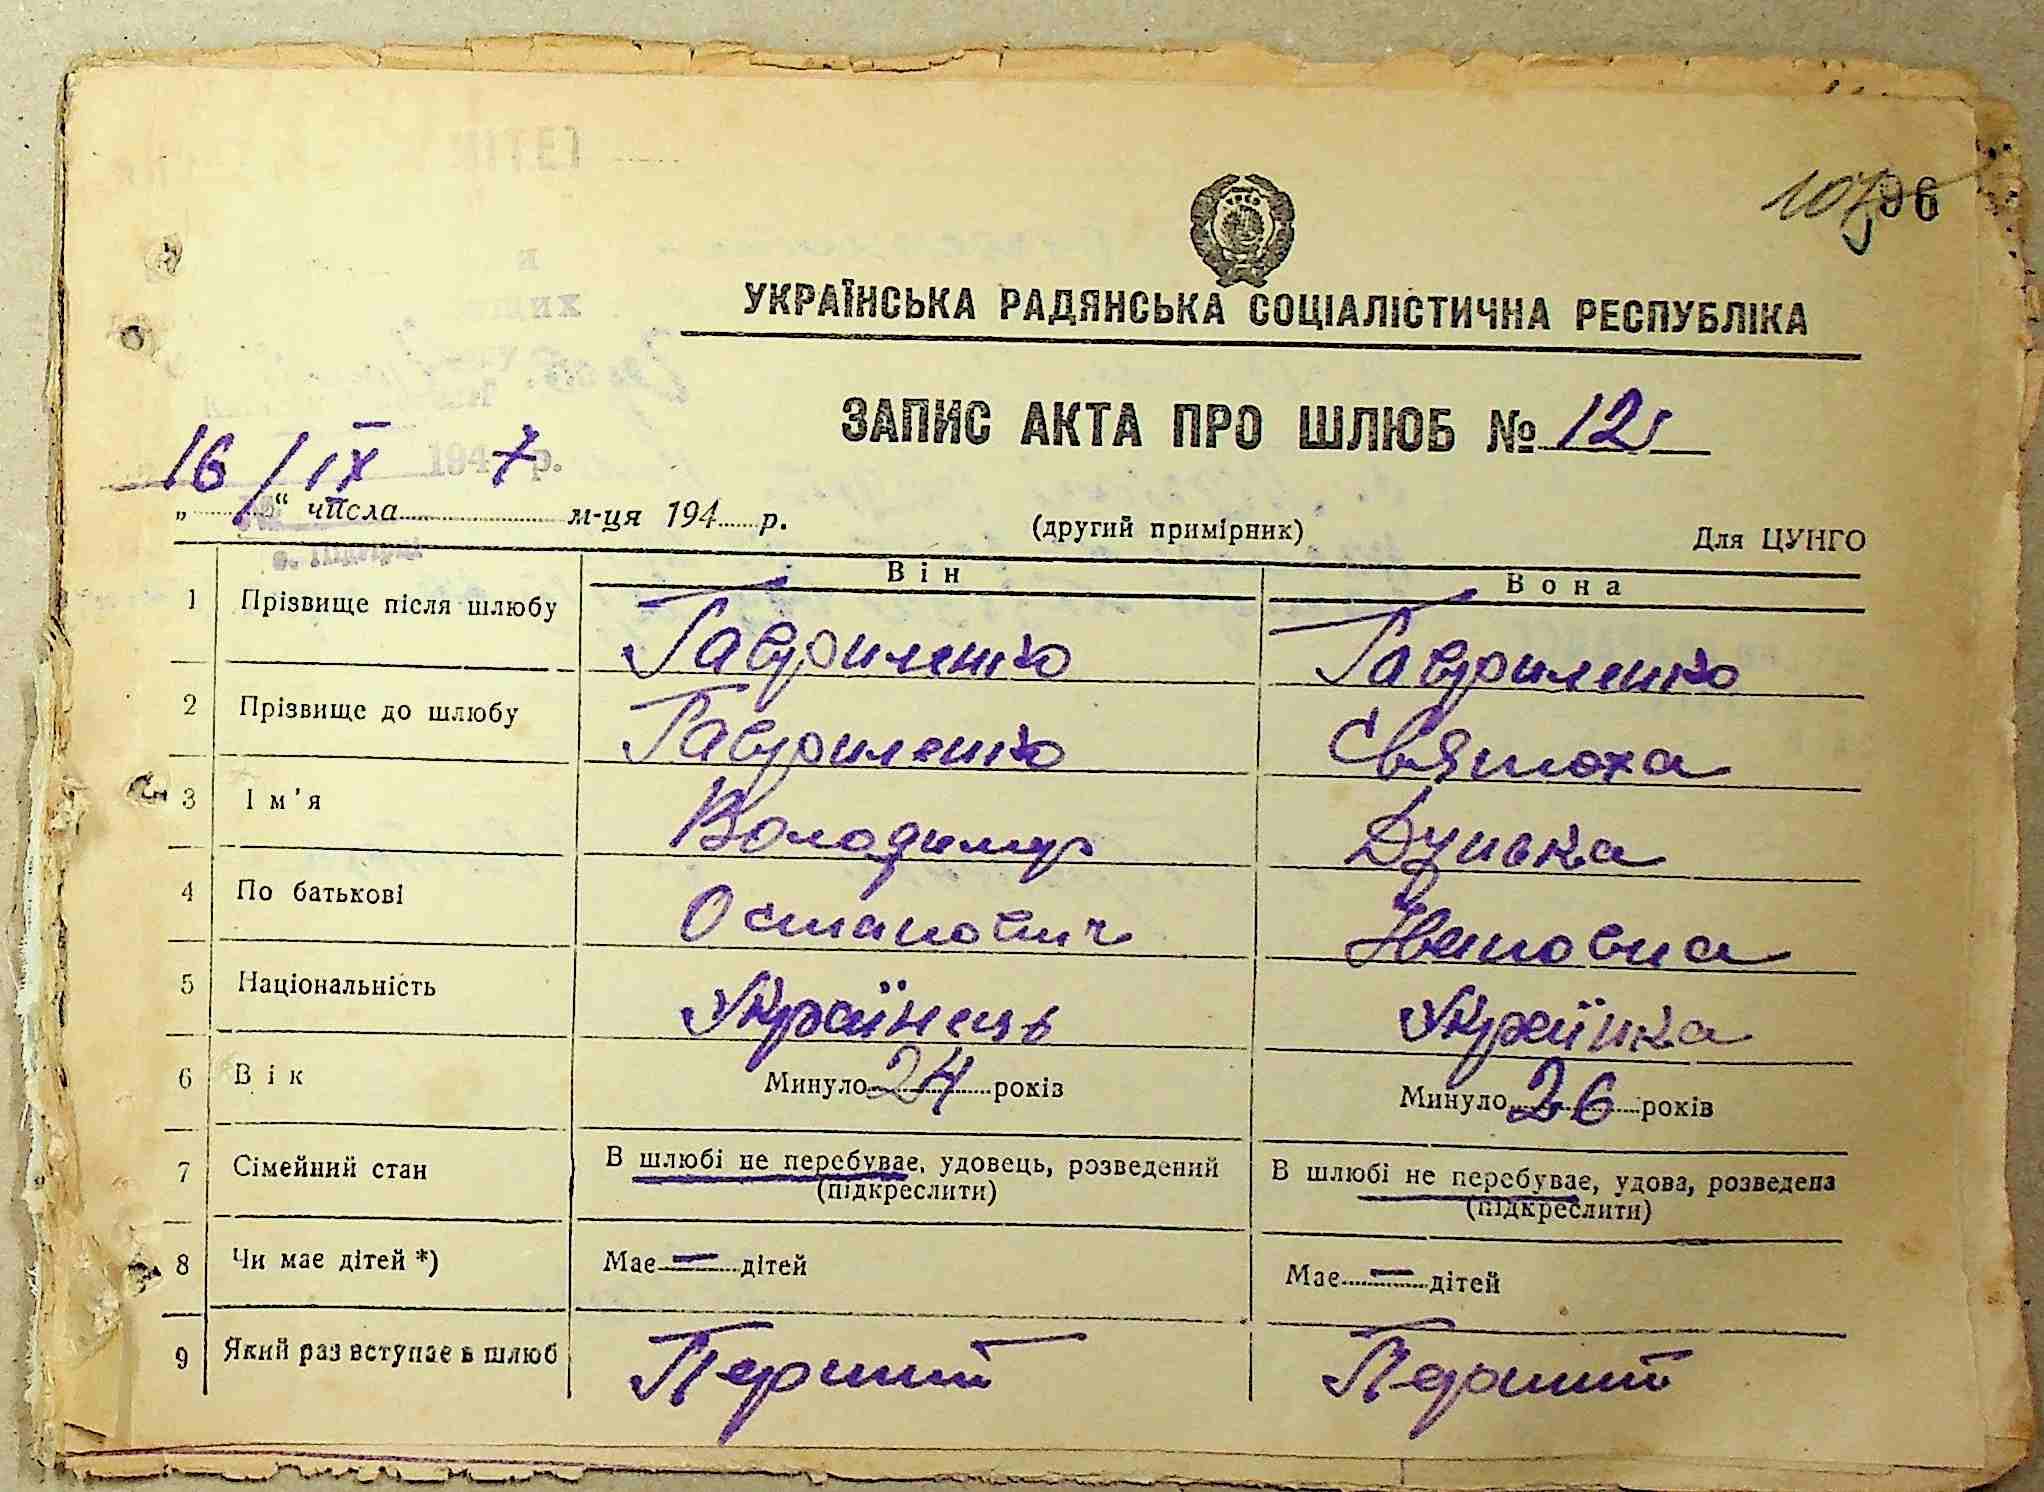 96
УКРАЇНСЬКА РАДЯНСЬКА СОЦІАЛІСТИЧНА РЕСПУБЛІКА
ЗАПИС АКТА ПРО ШЛЮБ № 12
16/IX 1947 р.
„ “ числа м-ця 194 р.
(другий примірник)
Для ЦУНГО
Він Вона
1 Прізвище після шлюбу Гавриленко Гавриленко
2 Прізвище до шлюбу Гавриленко Святоха
3 Ім'я Володимир Дунька
4 По батькові Остапович Ивановна
5 Національність Українець Українка
6 Вік Минуло 24 років Минуло 26 років
7 Сімейний стан В шлюбі не перебуває, удовець, розведений В шлюбі не перебуває, удова, розведена
(підкреслити) (підкреслити)
8 Чи має дітей *) Має — дітей Має — дітей
9 Який раз вступає в шлюб Перший Перший